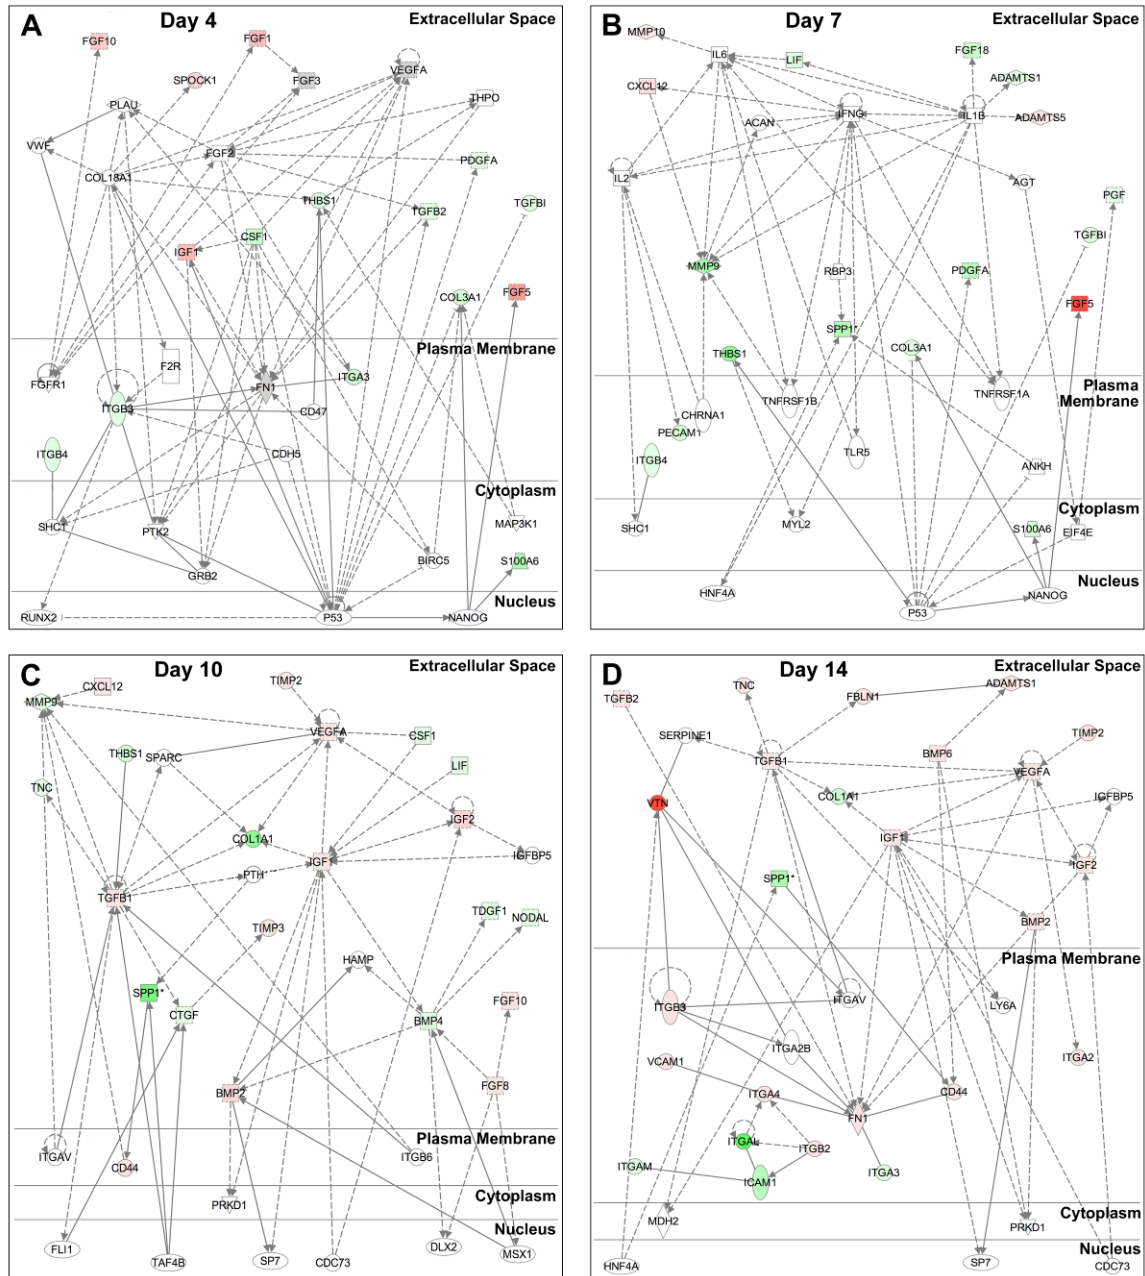 A
Day 4
Extracellular Space
FGF10
FGF1
SPOCK1
FGF3
VEGFA
PLAU
THPO
VWF
FGF2
PDGFA
COL18A1
THBS1
TGFB2
TGFBI
CSF1
IGF1
COL3A1
FGF5
Plasma Membrane
F2R
FGFR1
FN1
ITGA3
ITGB3
CD47
ITGB4
CDH5
Cytoplasm
SHC1
PTK2
MAP3K1
BIRC5
S100A6
GRB2
Nucleus
RUNX2
P53
NANOG
B
Day 7
Extracellular Space
MMP10
IL6
LIF
FGF18
ADAMTS1
CXCL12
ACAN
IFNG
IL1B
ADAMTS5
IL2
AGT
PGF
TGFBI
MMP9
RBP3
PDGFA
FGF5
SPP1*
THBS1
COL3A1
Plasma
Membrane
TNFRSF1B
TNFRSF1A
CHRNA1
PECAM1
TLR5
ITGB4
ANKH
Cytoplasm
SHC1
MYL2
S100A6
EIF4E
Nucleus
HNF4A
NANOG
P53
C
Day 10
Extracellular Space
MMP9
CXCL12
TIMP2
VEGFA
CSF1
THBS1
SPARC
LIF
TNC
IGF2
COL1A1
IGF1
IGFBP5
PTH
TGFB1
TDGF1
NODAL
TIMP3
HAMP
SPP1*
CTGF
FGF10
BMP4
BMP2
FGF8
Plasma Membrane
ITGAV
CD44
ITGB6
Cytoplasm
PRKD1
Nucleus
FLI1
TAF4B
SP7
CDC73
DLX2
MSX1
D
Day 14
Extracellular Space
TGFB2
TNC
FBLN1
ADAMTS1
SERPINE1
TGFB1
BMP6
TIMP2
VEGFA
VTN
COL1A1
IGFBP5
IGF1
IGF2
SPP1*
BMP2
Plasma Membrane
ITGB3
ITGAV
LY6A
ITGA2B
VCAM1
ITGA2
ITGA4
CD44
FN1
ITGAL
ITGB2
ITGAM
ICAM1
ITGA3
Cytoplasm
MDH2
PRKD1
Nucleus
HNF4A
SP7
CDC73